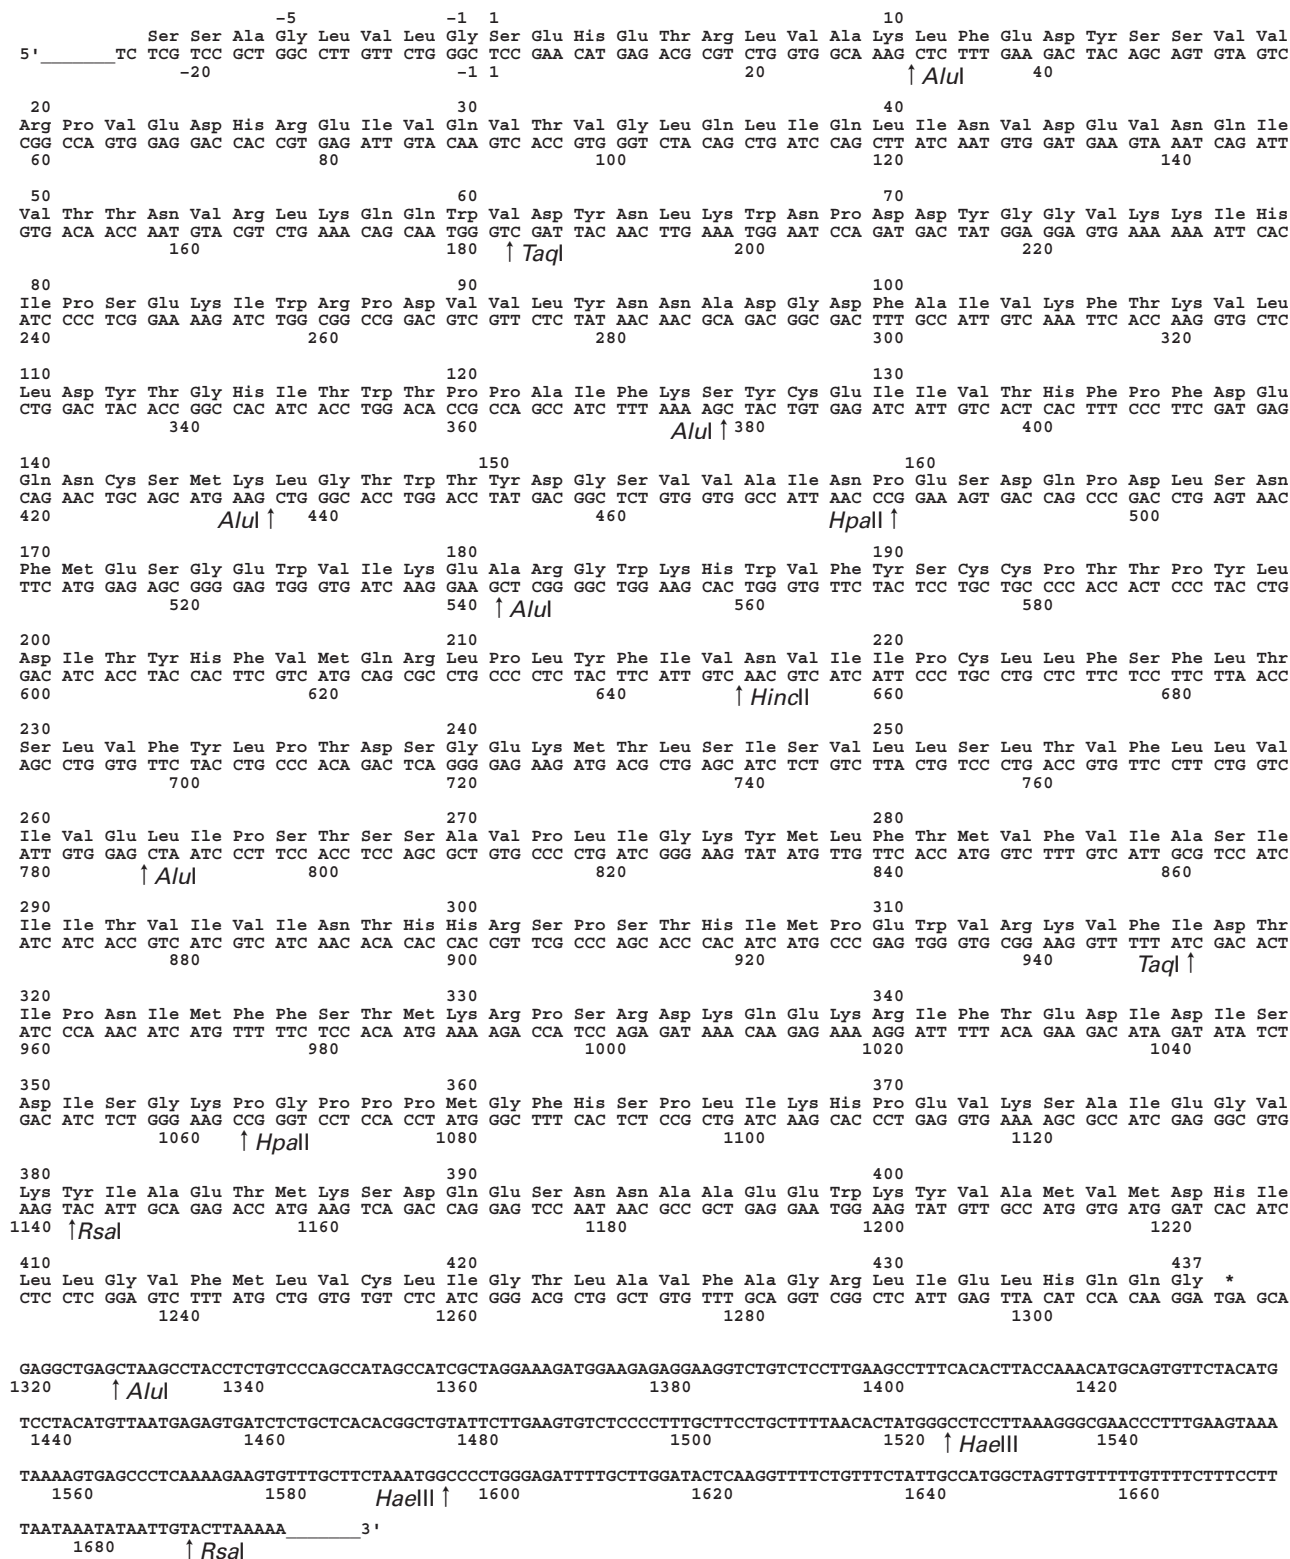 -5 -1 1 10
Ser Ser Ala Gly Leu Val Leu Gly Ser Glu His Glu Thr Arg Leu Val Ala Lys Leu Phe Glu Asp Tyr Ser Ser Val Val
5'_______TC TCG TCC GCT GGC CTT GTT CTG GGC TCC GAA CAT GAG ACG CGT CTG GTG GCA AAG CTC TTT GAA GAC TAC AGC AGT GTA GTC
-20 -1 1 20 ↑ AluI 40
20 30 40
Arg Pro Val Glu Asp His Arg Glu Ile Val Gln Val Thr Val Gly Leu Gln Leu Ile Gln Leu Ile Asn Val Asp Glu Val Asn Gln Ile
CGG CCA GTG GAG GAC CAC CGT GAG ATT GTA CAA GTC ACC GTG GGT CTA CAG CTG ATC CAG CTT ATC AAT GTG GAT GAA GTA AAT CAG ATT
60 80 100 120 140
50 60 70
Val Thr Thr Asn Val Arg Leu Lys Gln Gln Trp Val Asp Tyr Asn Leu Lys Trp Asn Pro Asp Asp Tyr Gly Gly Val Lys Lys Ile His
GTG ACA ACC AAT GTA CGT CTG AAA CAG CAA TGG GTC GAT TAC AAC TTG AAA TGG AAT CCA GAT GAC TAT GGA GGA GTG AAA AAA ATT CAC
160 180 ↑ TaqI 200 220
80 90 100
Ile Pro Ser Glu Lys Ile Trp Arg Pro Asp Val Val Leu Tyr Asn Asn Ala Asp Gly Asp Phe Ala Ile Val Lys Phe Thr Lys Val Leu
ATC CCC TCG GAA AAG ATC TGG CGG CCG GAC GTC GTT CTC TAT AAC AAC GCA GAC GGC GAC TTT GCC ATT GTC AAA TTC ACC AAG GTG CTC
240 260 280 300 320
110 120 130
Leu Asp Tyr Thr Gly His Ile Thr Trp Thr Pro Pro Ala Ile Phe Lys Ser Tyr Cys Glu Ile Ile Val Thr His Phe Pro Phe Asp Glu
CTG GAC TAC ACC GGC CAC ATC ACC TGG ACA CCG CCA GCC ATC TTT AAA AGC TAC TGT GAG ATC ATT GTC ACT CAC TTT CCC TTC GAT GAG
340 360 AluI ↑ 380 400
140 150 160
Gln Asn Cys Ser Met Lys Leu Gly Thr Trp Thr Tyr Asp Gly Ser Val Val Ala Ile Asn Pro Glu Ser Asp Gln Pro Asp Leu Ser Asn
CAG AAC TGC AGC ATG AAG CTG GGC ACC TGG ACC TAT GAC GGC TCT GTG GTG GCC ATT AAC CCG GAA AGT GAC CAG CCC GAC CTG AGT AAC
420 AluI ↑ 440 460 HpaII ↑ 500
170 180 190
Phe Met Glu Ser Gly Glu Trp Val Ile Lys Glu Ala Arg Gly Trp Lys His Trp Val Phe Tyr Ser Cys Cys Pro Thr Thr Pro Tyr Leu
TTC ATG GAG AGC GGG GAG TGG GTG ATC AAG GAA GCT CGG GGC TGG AAG CAC TGG GTG TTC TAC TCC TGC TGC CCC ACC ACT CCC TAC CTG
520 540 ↑ AluI 560 580
200 210 220
Asp Ile Thr Tyr His Phe Val Met Gln Arg Leu Pro Leu Tyr Phe Ile Val Asn Val Ile Ile Pro Cys Leu Leu Phe Ser Phe Leu Thr
GAC ATC ACC TAC CAC TTC GTC ATG CAG CGC CTG CCC CTC TAC TTC ATT GTC AAC GTC ATC ATT CCC TGC CTG CTC TTC TCC TTC TTA ACC
600 620 640 ↑ HincII 660 680
230 240 250
Ser Leu Val Phe Tyr Leu Pro Thr Asp Ser Gly Glu Lys Met Thr Leu Ser Ile Ser Val Leu Leu Ser Leu Thr Val Phe Leu Leu Val
AGC CTG GTG TTC TAC CTG CCC ACA GAC TCA GGG GAG AAG ATG ACG CTG AGC ATC TCT GTC TTA CTG TCC CTG ACC GTG TTC CTT CTG GTC
700 720 740 760
260 270 280
Ile Val Glu Leu Ile Pro Ser Thr Ser Ser Ala Val Pro Leu Ile Gly Lys Tyr Met Leu Phe Thr Met Val Phe Val Ile Ala Ser Ile
ATT GTG GAG CTA ATC CCT TCC ACC TCC AGC GCT GTG CCC CTG ATC GGG AAG TAT ATG TTG TTC ACC ATG GTC TTT GTC ATT GCG TCC ATC
780 ↑ AluI 800 820 840 860
290 300 310
Ile Ile Thr Val Ile Val Ile Asn Thr His His Arg Ser Pro Ser Thr His Ile Met Pro Glu Trp Val Arg Lys Val Phe Ile Asp Thr
ATC ATC ACC GTC ATC GTC ATC AAC ACA CAC CAC CGT TCG CCC AGC ACC CAC ATC ATG CCC GAG TGG GTG CGG AAG GTT TTT ATC GAC ACT
880 900 920 940 TaqI ↑
320 330 340
Ile Pro Asn Ile Met Phe Phe Ser Thr Met Lys Arg Pro Ser Arg Asp Lys Gln Glu Lys Arg Ile Phe Thr Glu Asp Ile Asp Ile Ser
ATC CCA AAC ATC ATG TTT TTC TCC ACA ATG AAA AGA CCA TCC AGA GAT AAA CAA GAG AAA AGG ATT TTT ACA GAA GAC ATA GAT ATA TCT
960 980 1000 1020 1040
350 360 370
Asp Ile Ser Gly Lys Pro Gly Pro Pro Pro Met Gly Phe His Ser Pro Leu Ile Lys His Pro Glu Val Lys Ser Ala Ile Glu Gly Val
GAC ATC TCT GGG AAG CCG GGT CCT CCA CCT ATG GGC TTT CAC TCT CCG CTG ATC AAG CAC CCT GAG GTG AAA AGC GCC ATC GAG GGC GTG
1060 ↑ HpaII 1080 1100 1120
380 390 400
Lys Tyr Ile Ala Glu Thr Met Lys Ser Asp Gln Glu Ser Asn Asn Ala Ala Glu Glu Trp Lys Tyr Val Ala Met Val Met Asp His Ile
AAG TAC ATT GCA GAG ACC ATG AAG TCA GAC CAG GAG TCC AAT AAC GCC GCT GAG GAA TGG AAG TAT GTT GCC ATG GTG ATG GAT CAC ATC
1140 ↑RsaI 1160 1180 1200 1220
410 420 430 437
Leu Leu Gly Val Phe Met Leu Val Cys Leu Ile Gly Thr Leu Ala Val Phe Ala Gly Arg Leu Ile Glu Leu His Gln Gln Gly *
CTC CTC GGA GTC TTT ATG CTG GTG TGT CTC ATC GGG ACG CTG GCT GTG TTT GCA GGT CGG CTC ATT GAG TTA CAT CCA CAA GGA TGA GCA
1240 1260 1280 1300
GAGGCTGAGCTAAGCCTACCTCTGTCCCAGCCATAGCCATCGCTAGGAAAGATGGAAGAGAGGAAGGTCTGTCTCCTTGAAGCCTTTCACACTTACCAAACATGCAGTGTTCTACATG
1320 ↑ AluI 1340 1360 1380 1400 1420
TCCTACATGTTAATGAGAGTGATCTCTGCTCACACGGCTGTATTCTTGAAGTGTCTCCCCTTTGCTTCCTGCTTTTAACACTATGGGCCTCCTTAAAGGGCGAACCCTTTGAAGTAAA
1440 1460 1480 1500 1520 ↑ HaeIII 1540
TAAAAGTGAGCCCTCAAAAGAAGTGTTTGCTTCTAAATGGCCCCTGGGAGATTTTGCTTGGATACTCAAGGTTTTCTGTTTCTATTGCCATGGCTAGTTGTTTTTGTTTTCTTTCCTT
1560 1580 HaeIII ↑ 1600 1620 1640 1660
TAATAAATATAATTGTACTTAAAAA_______3'
1680 ↑ RsaI